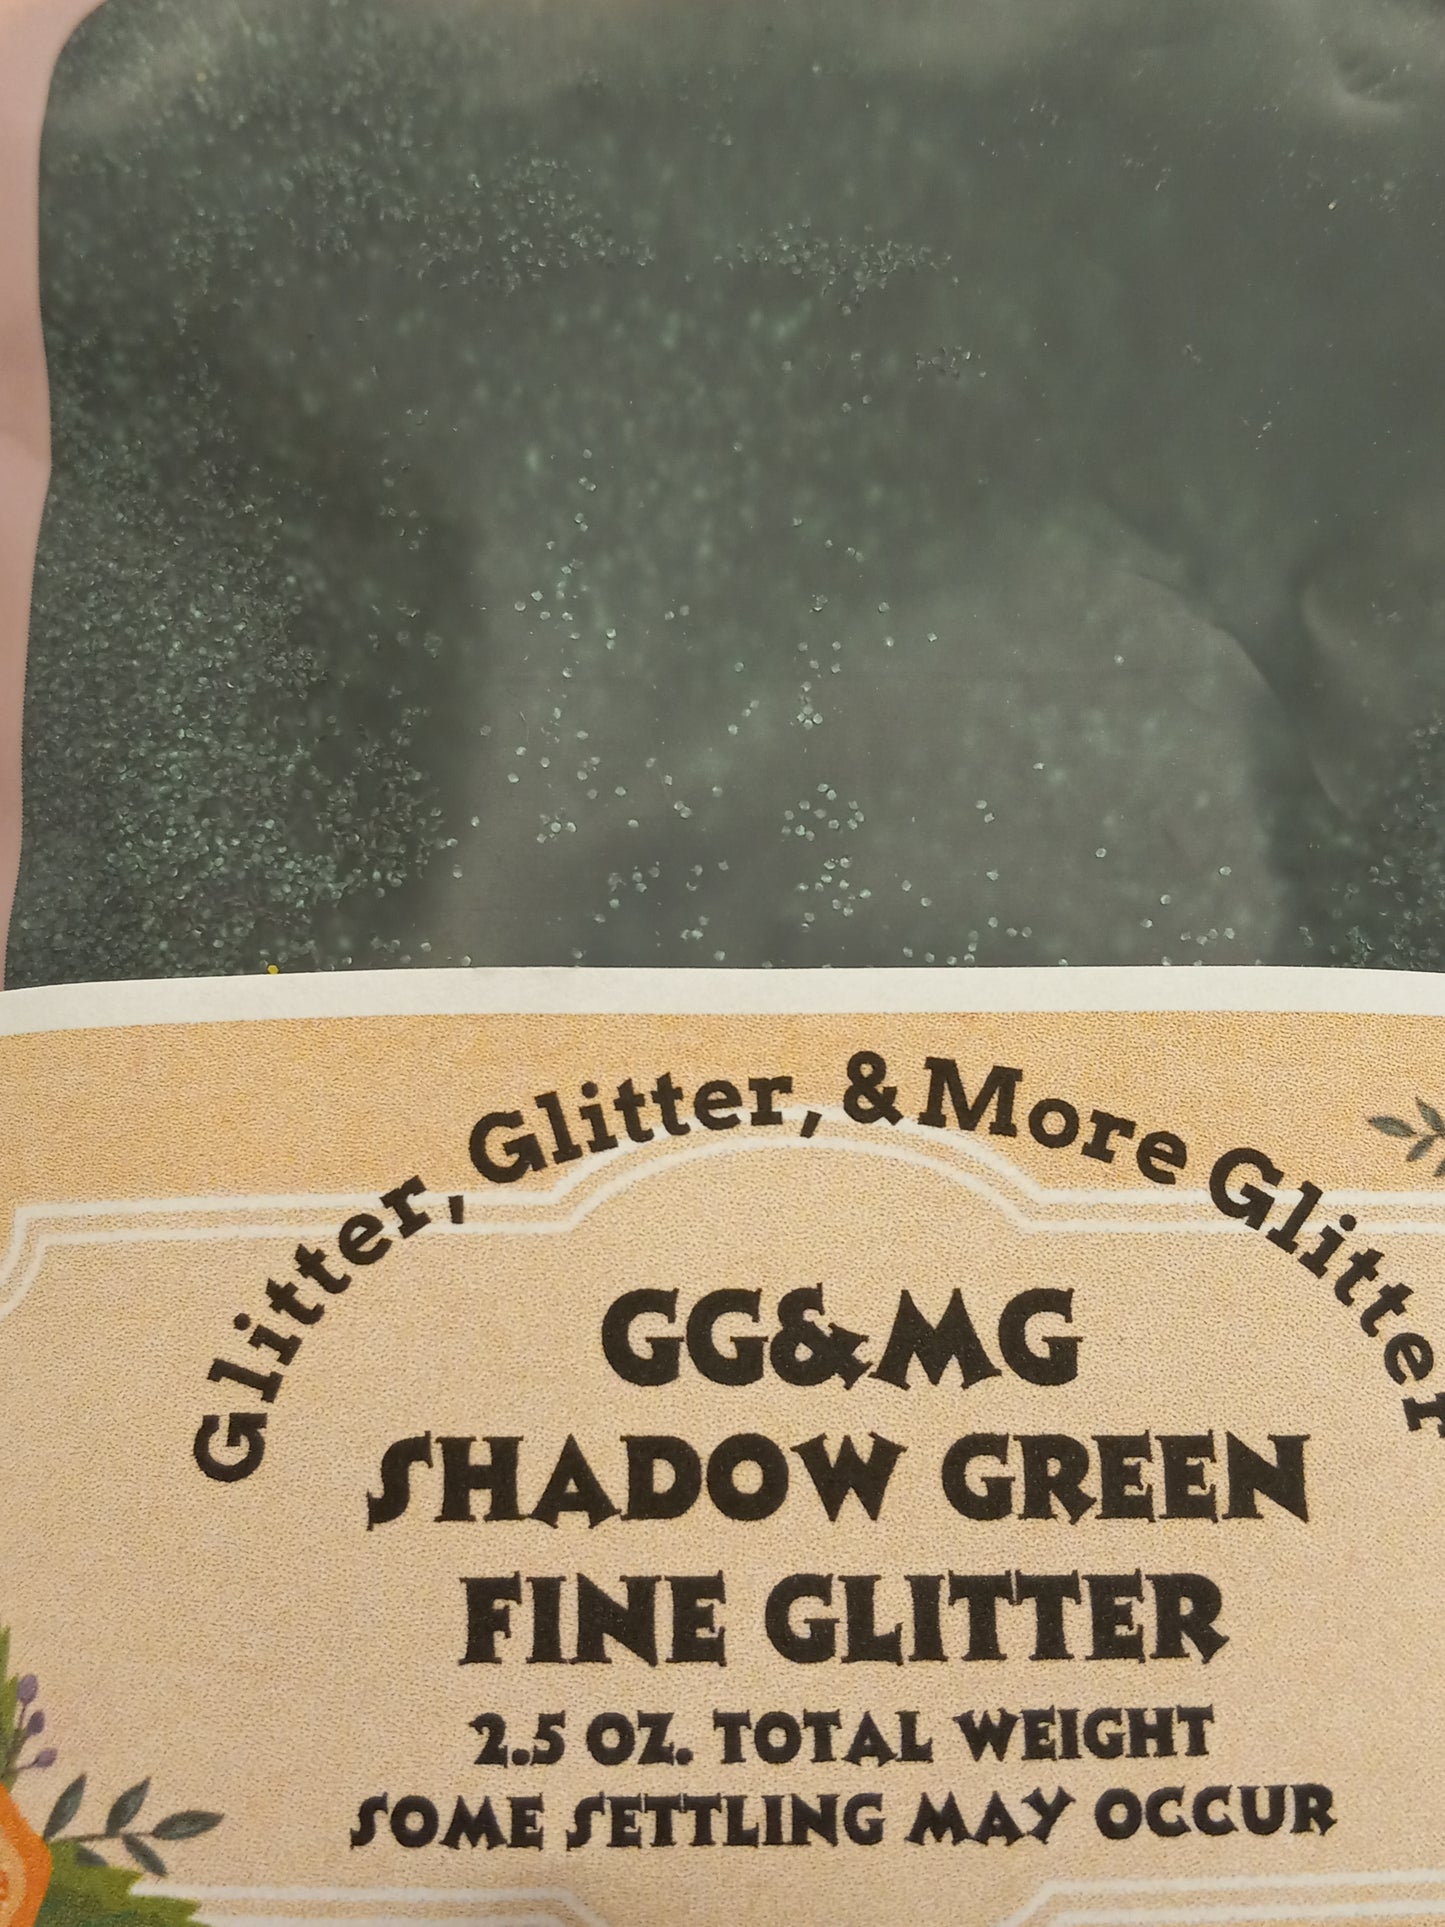 Glitter, Glitter, & More Glitter
GG&MG
SHADOW GREEN
FINE GLITTER
2.5 OZ. TOTAL WEIGHT
SOME SETTLING MAY OCCUR